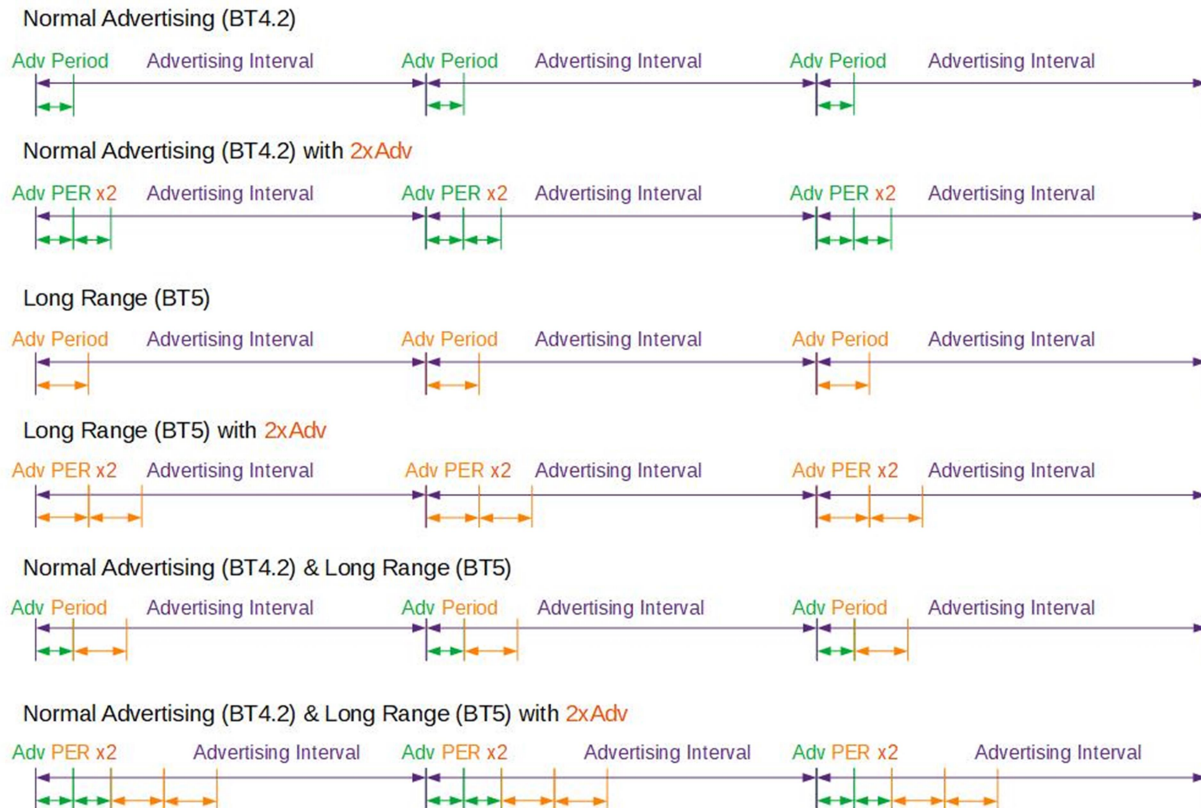 Normal Advertising (BT4.2)
Adv Period Advertising Interval Adv Period Advertising Interval Adv Period Advertising Interval
Normal Advertising (BT4.2) with 2xAdv
Adv PER x2 Advertising Interval Adv PER x2 Advertising Interval Adv PER x2 Advertising Interval
Long Range (BT5)
Adv Period Advertising Interval Adv Period Advertising Interval Adv Period Advertising Interval
Long Range (BT5) with 2xAdv
Adv PER x2 Advertising Interval Adv PER x2 Advertising Interval Adv PER x2 Advertising Interval
Normal Advertising (BT4.2) & Long Range (BT5)
Adv Period Advertising Interval Adv Period Advertising Interval Adv Period Advertising Interval
Normal Advertising (BT4.2) & Long Range (BT5) with 2xAdv
Adv PER x2 Advertising Interval Adv PER x2 Advertising Interval Adv PER x2 Advertising Interval